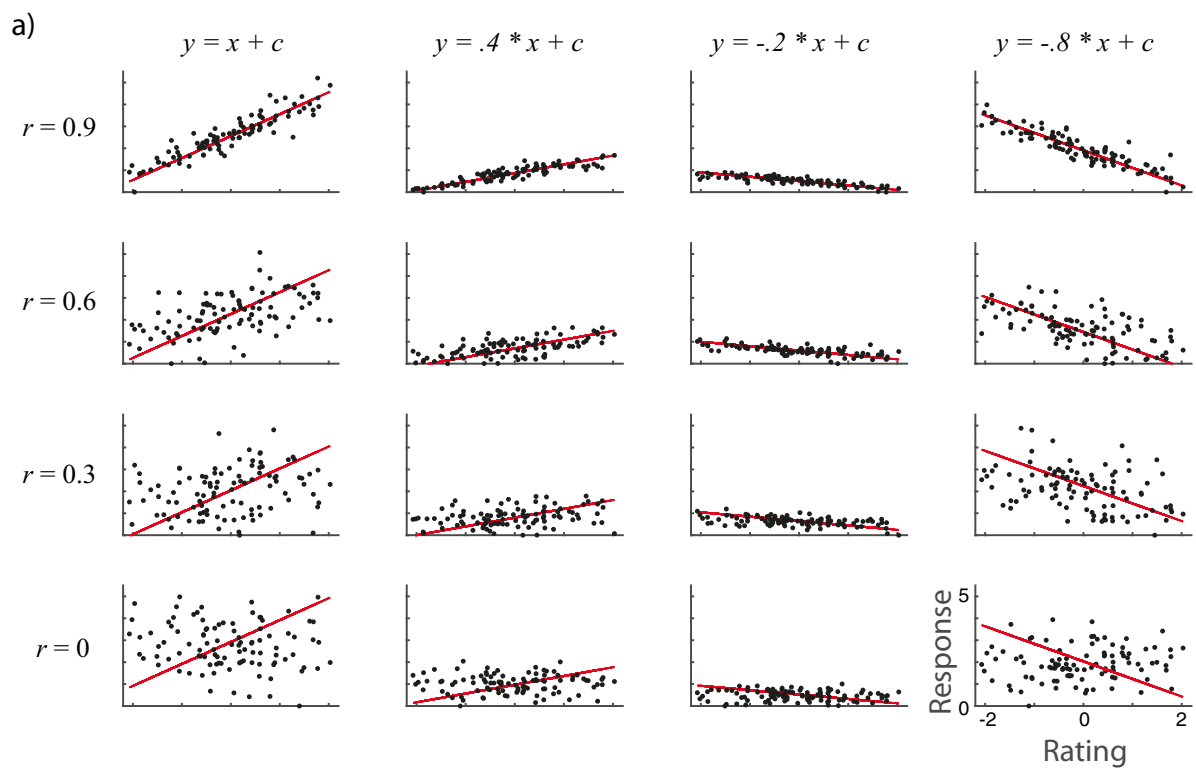 a)
y = x + c
y = .4 * x + c
y = -.2 * x + c
y = -.8 * x + c
r = 0.9
r = 0.6
r = 0.3
r = 0
5
Response
0
-2
0
2
Rating